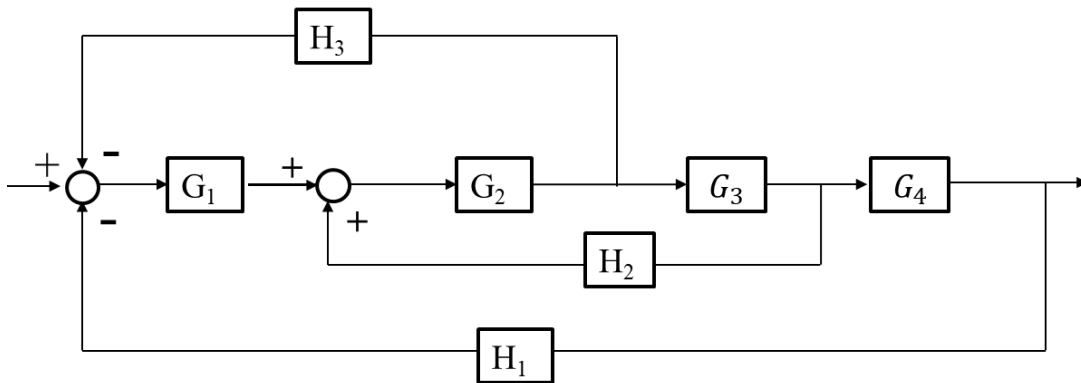 H₃
-
+
G₁
+
G₂
G₃
G₄
-
+
H₂
H₁